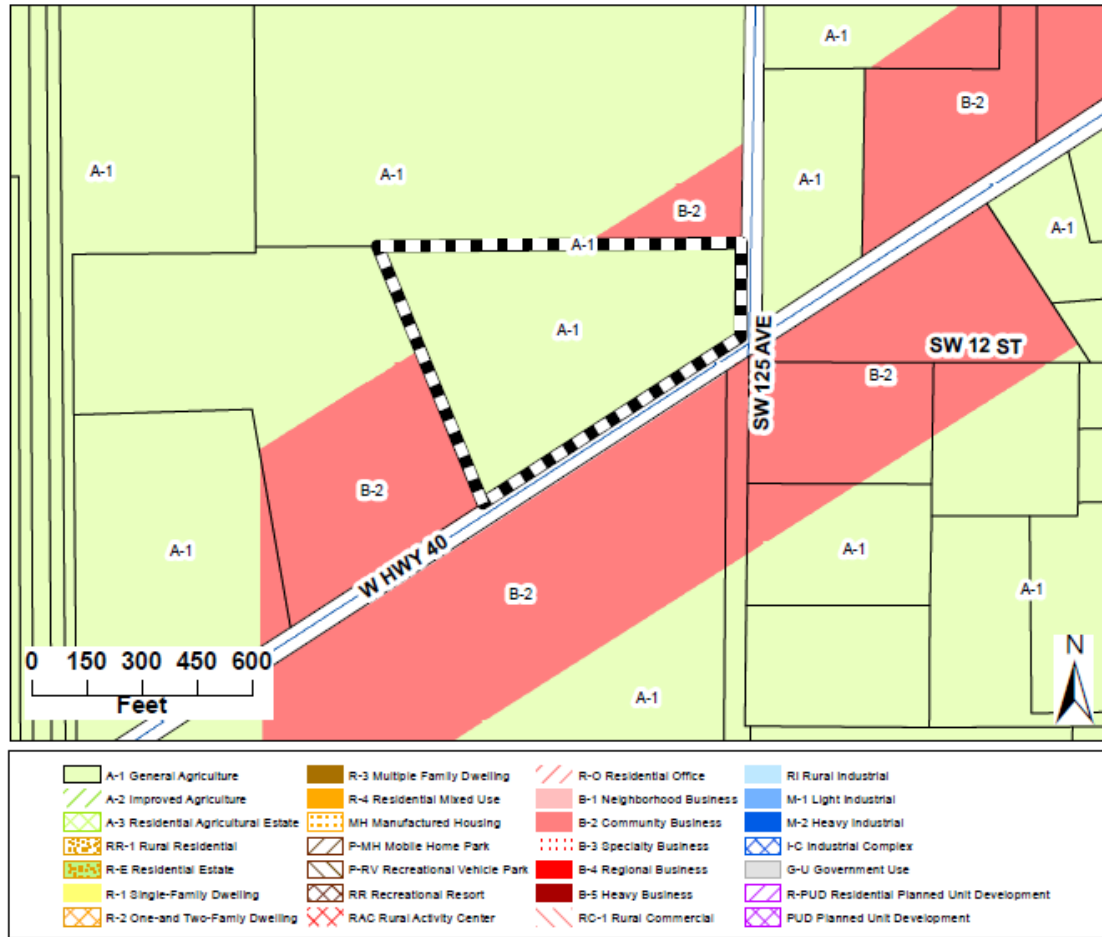 A-1
B-2
A-1
A-1
A-1
B-2
A-1
A-1
A-1
SW 12 ST
SW 125 AVE
B-2
B-2
W HWY 40
A-1
A-1
B-2
A-1
A-1
N
0 150 300 450 600
Feet
A-1 General Agriculture
A-2 Improved Agriculture
A-3 Residential Agricultural Estate
RR-1 Rural Residential
R-E Residential Estate
R-1 Single-Family Dwelling
R-2 One-and Two-Famly Dwelling
R-3 Multiple Family Dwelling
R-4 Residential Mixed Use
MH Manufactured Housing
P-MH Mobile Home Park
P-RV Recreational Vehicle Park
RR Recreational Resort
RAC Rural Activity Center
R-O Residential Office
B-1 Neighborhood Business
B-2 Community Business
B-3 Specialty Business
B-4 Regional Business
B-5 Heavy Business
RC-1 Rural Commercial
RI Rural Industrial
M-1 Light Industrial
M-2 Heavy Industrial
I-C Industrial Complex
G-U Government Use
R-PUD Residential Planned Unit Development
PUD Planned Unit Development